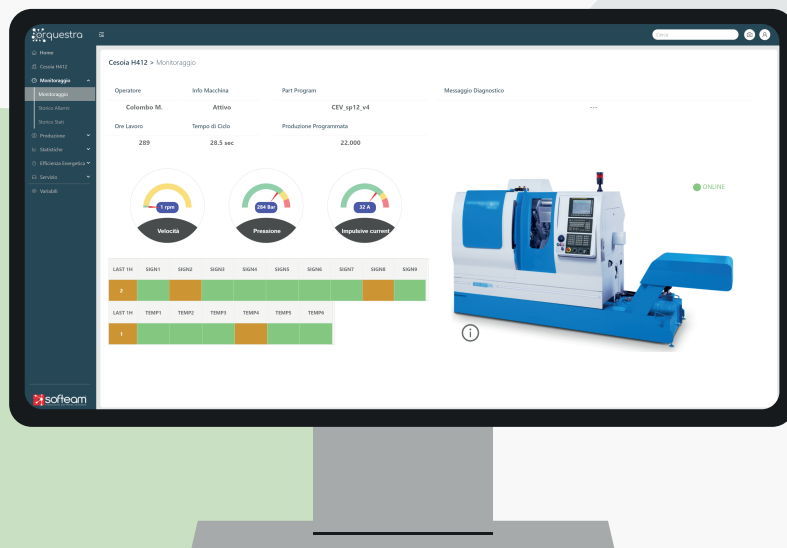 orquestra
Cerca
Home
Cesoia H412
Monitoraggio
Monitoraggio
Storico Allarmi
Storico Stati
Produzione
Statistiche
Efficienza Energetica
Servizio
Variabili
softeam
Cesoia H412 > Monitoraggio
Operatore Info Macchina Part Program Messaggio Diagnostico
Colombo M. Attivo CEV_sp12_v4 ---
Ore Lavoro Tempo di Ciclo Produzione Programmata
289 28.5 sec 22.000
1 rpm 284 Bar 32 A
Velocità Pressione Impulsive current
ONLINE
LAST 1H SIGN1 SIGN2 SIGN3 SIGN4 SIGN5 SIGN6 SIGN7 SIGN8 SIGN9
2
LAST 1H TEMP1 TEMP2 TEMP3 TEMP4 TEMP5 TEMP6
1
i